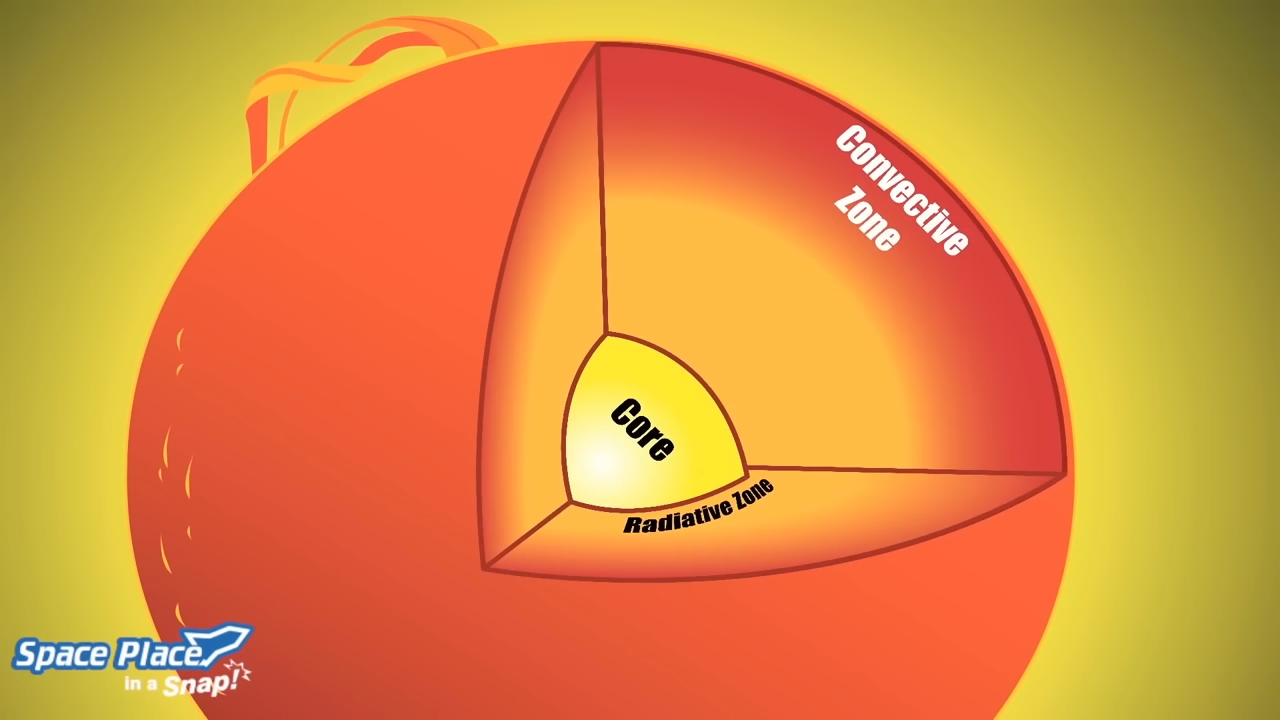 Convective
Zone
Core
Radiative Zone
Space Place
in a Snap!